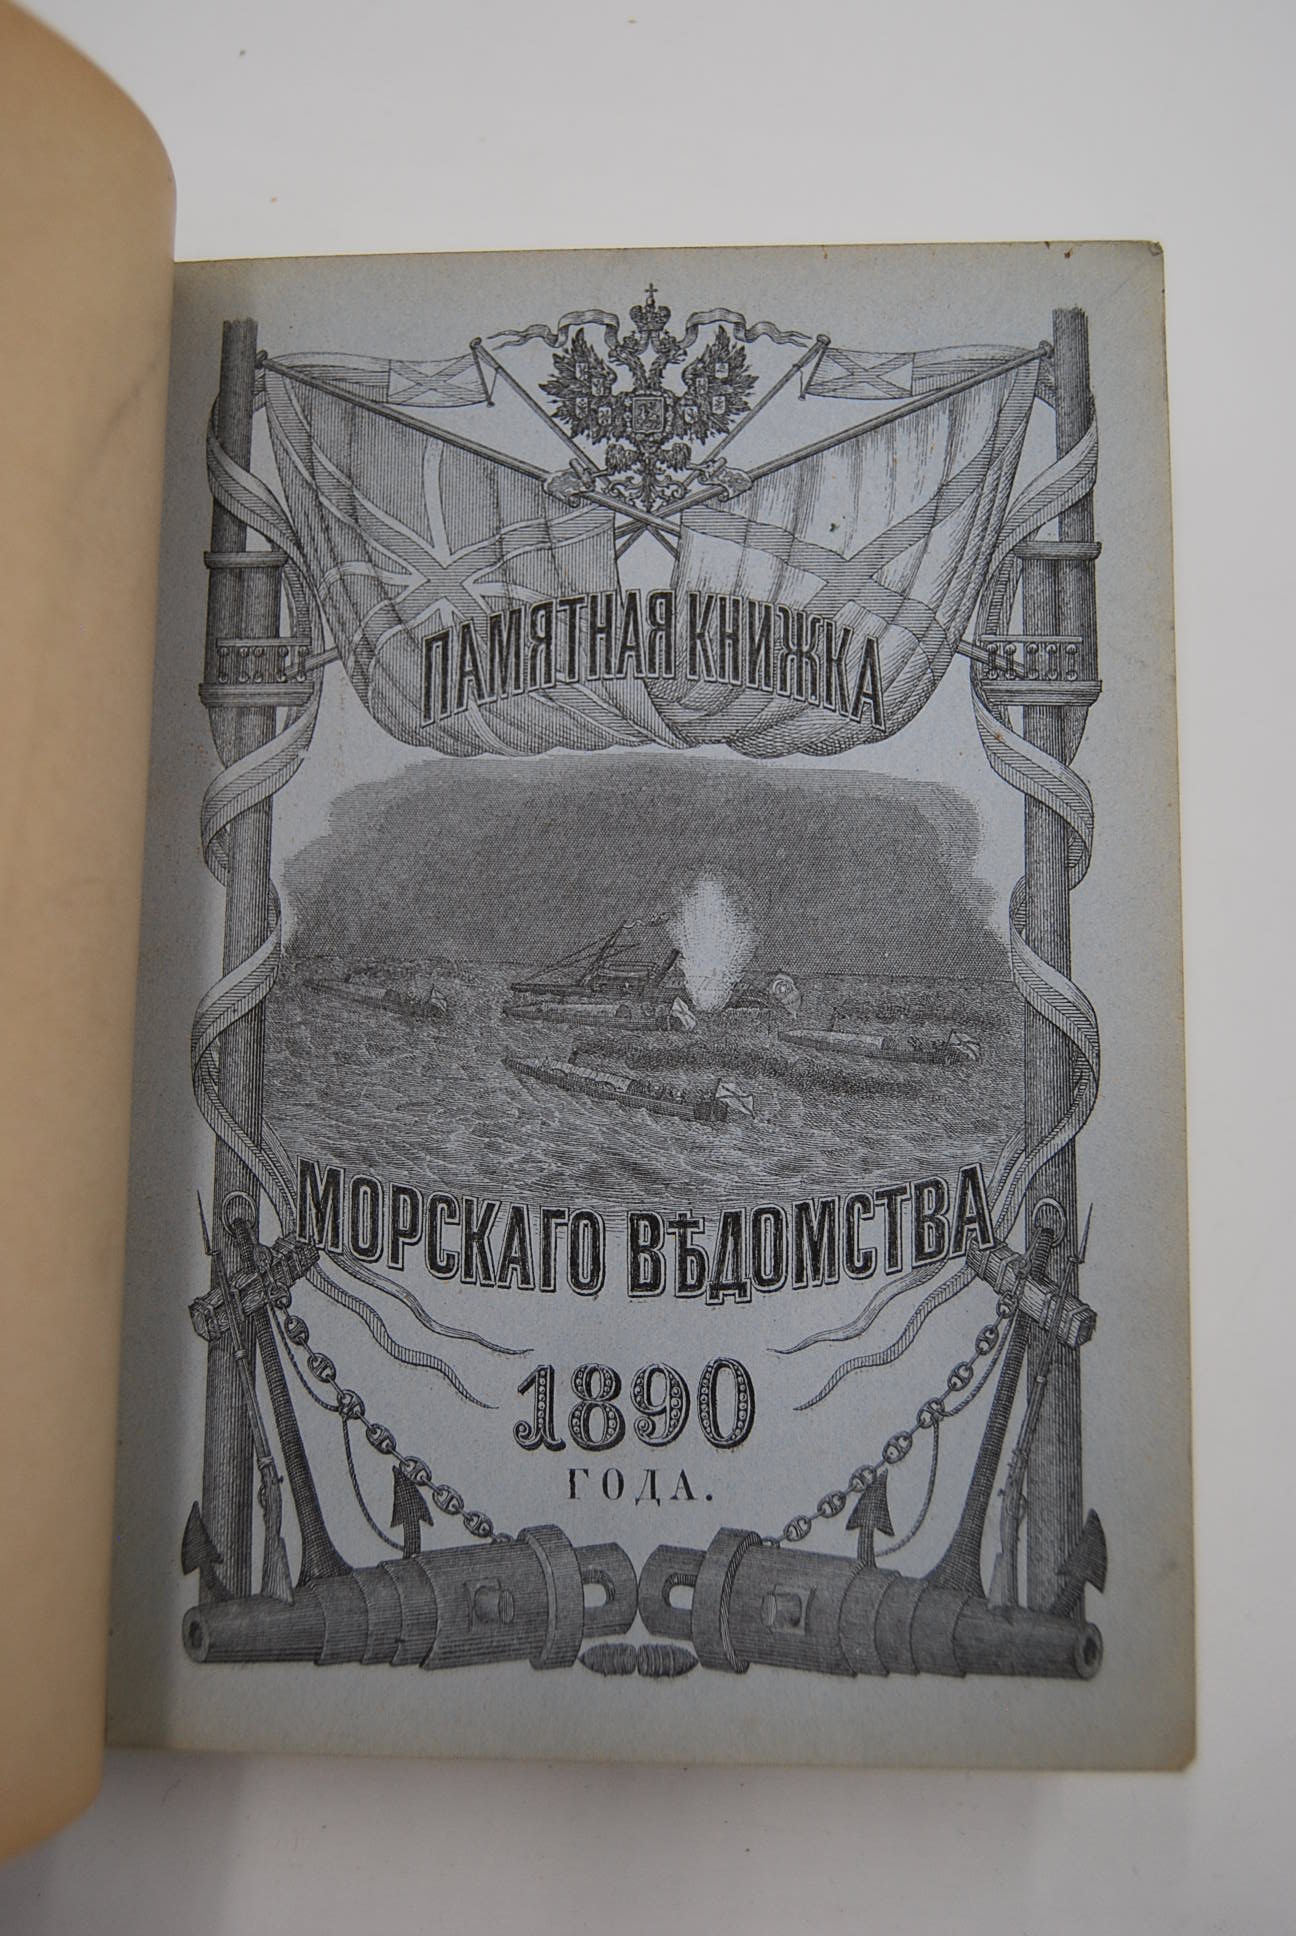 ПАМЯТНАЯ КНИЖКА
МОРСКАГО ВѢДОМСТВА
1890
ГОДА.